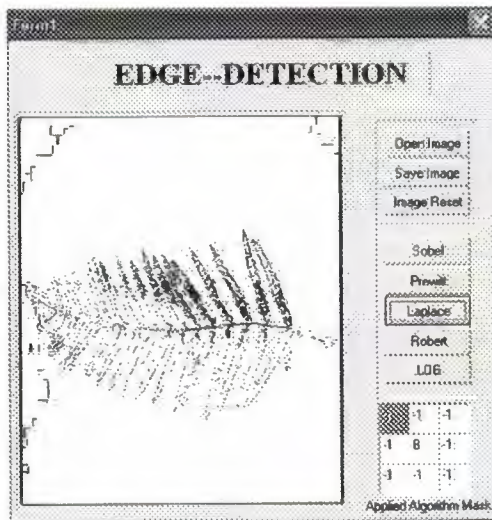 Form1
EDGE--DETECTION
Open Image
Save Image
Image Reset
Sobel
Prewitt
Laplace
Robert
LOG
-1 -1
-1 8 -1
-1 -1 -1
Applied Algorithm Mask